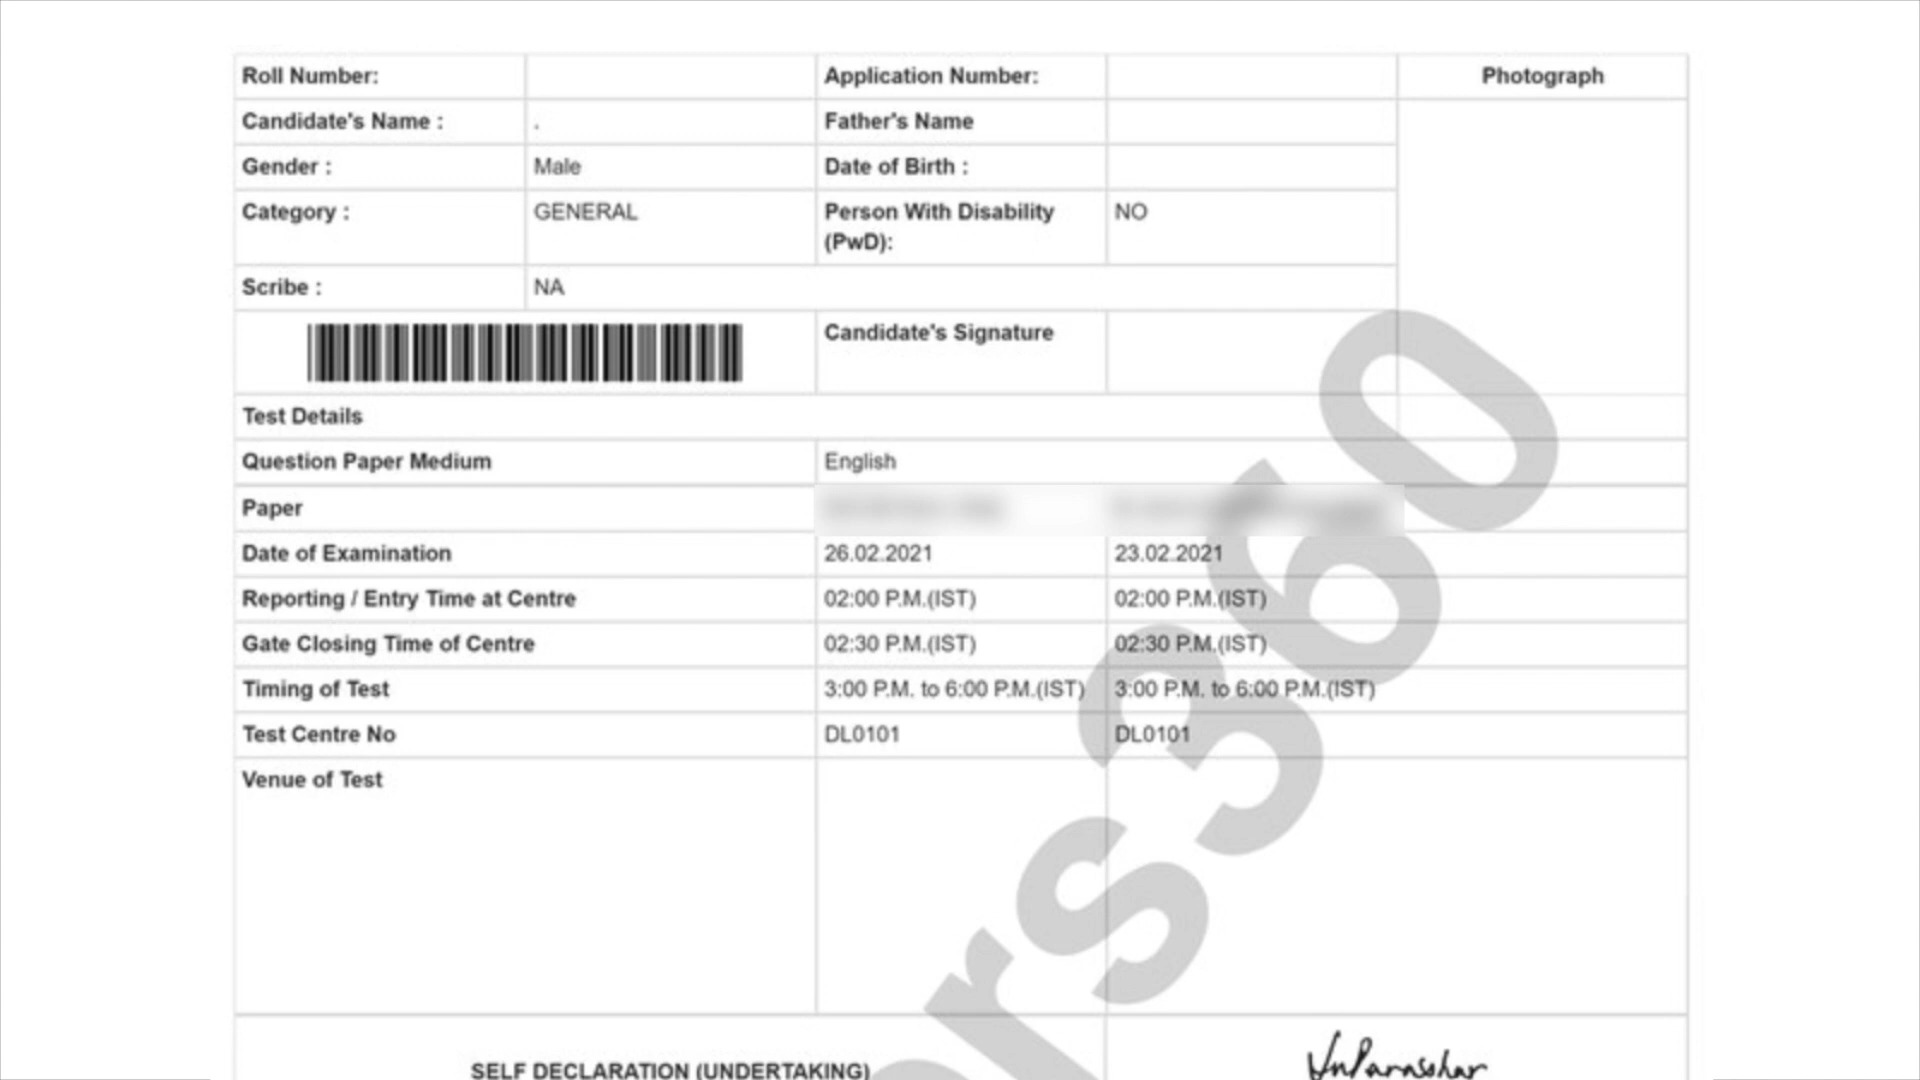 Roll Number: Application Number: Photograph
Candidate's Name : . Father's Name
Gender : Male Date of Birth :
Category : GENERAL Person With Disability NO
(PwD):
Scribe : NA
Candidate's Signature
Test Details
Question Paper Medium English
Paper
Date of Examination 26.02.2021 23.02.2021
Reporting / Entry Time at Centre 02:00 P.M.(IST) 02:00 P.M.(IST)
Gate Closing Time of Centre 02:30 P.M.(IST) 02:30 P.M.(IST)
Timing of Test 3:00 P.M. to 6:00 P.M.(IST) 3:00 P.M. to 6:00 P.M.(IST)
Test Centre No DL0101 DL0101
Venue of Test
rs360
SELF DECLARATION (UNDERTAKING)